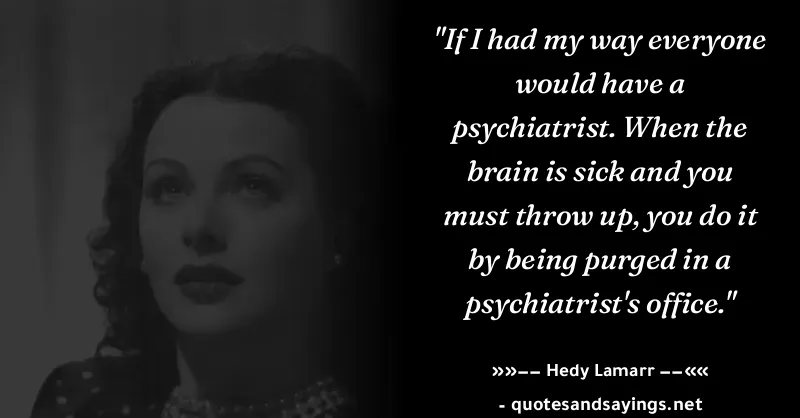 "If I had my way everyone
would have a
psychiatrist. When the
brain is sick and you
must throw up, you do it
by being purged in a
psychiatrist's office."
»»–– Hedy Lamarr ––««
- quotesandsayings.net